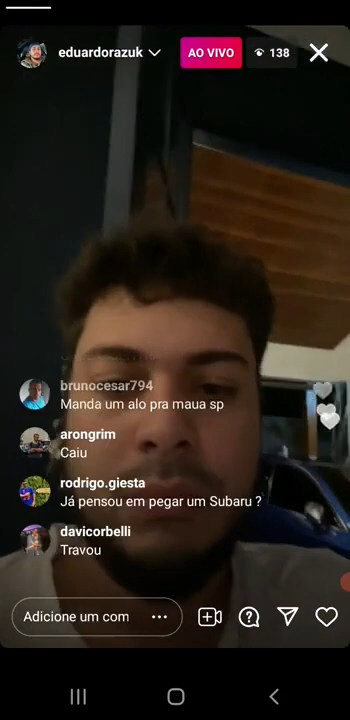 eduardorazuk
AO VIVO
138
brunocesar794
Manda um alo pra maua sp
arongrim
Caiu
rodrigo.giesta
Já pensou em pegar um Subaru ?
davicorbelli
Travou
Adicione um com